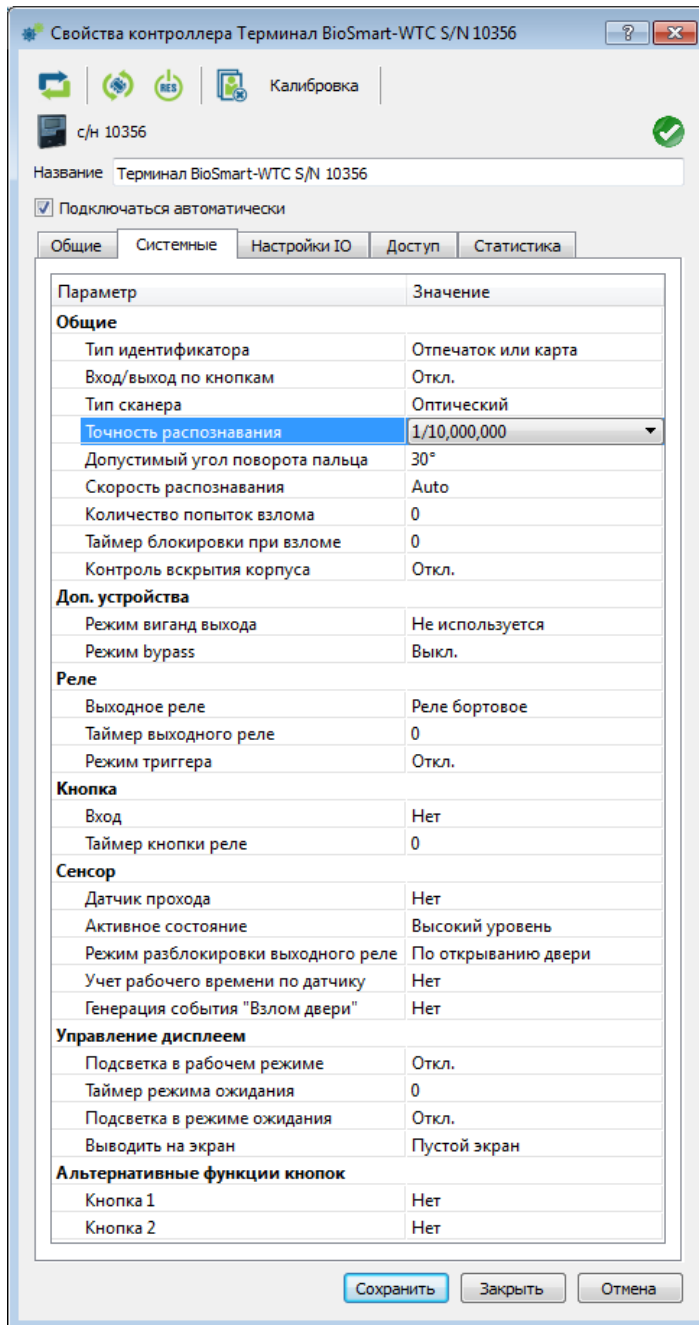 Свойства контроллера Терминал BioSmart-WTC S/N 10356
RES Калибровка
с/н 10356
Название Терминал BioSmart-WTC S/N 10356
Подключаться автоматически
Общие Системные Настройки IO Доступ Статистика
Параметр Значение
Общие
Тип идентификатора Отпечаток или карта
Вход/выход по кнопкам Откл.
Тип сканера Оптический
Точность распознавания 1/10,000,000
Допустимый угол поворота пальца 30°
Скорость распознавания Auto
Количество попыток взлома 0
Таймер блокировки при взломе 0
Контроль вскрытия корпуса Откл.
Доп. устройства
Режим виганд выхода Не используется
Режим bypass Выкл.
Реле
Выходное реле Реле бортовое
Таймер выходного реле 0
Режим триггера Откл.
Кнопка
Вход Нет
Таймер кнопки реле 0
Сенсор
Датчик прохода Нет
Активное состояние Высокий уровень
Режим разблокировки выходного реле По открыванию двери
Учет рабочего времени по датчику Нет
Генерация события "Взлом двери" Нет
Управление дисплеем
Подсветка в рабочем режиме Откл.
Таймер режима ожидания 0
Подсветка в режиме ожидания Откл.
Выводить на экран Пустой экран
Альтернативные функции кнопок
Кнопка 1 Нет
Кнопка 2 Нет
Сохранить Закрыть Отмена